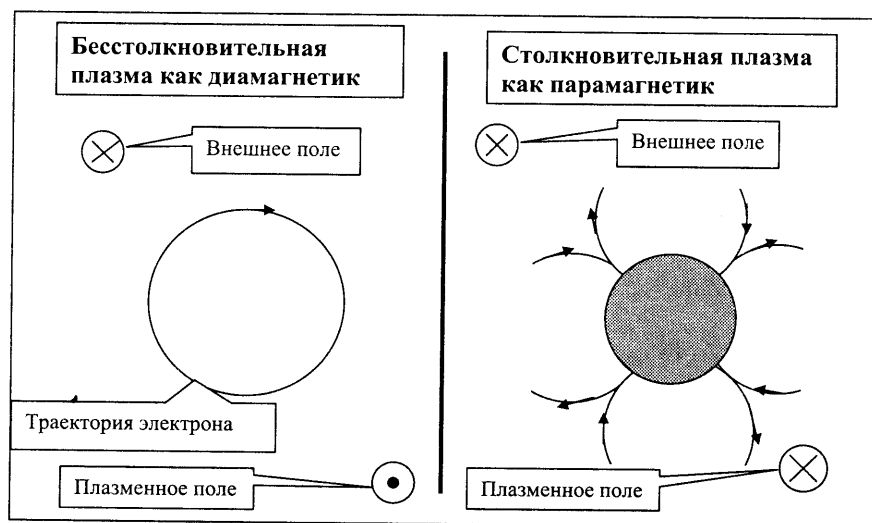 Бесстолкновительная
плазма как диамагнетик
Внешнее поле
Траектория электрона
Плазменное поле
Столкновительная плазма
как парамагнетик
Внешнее поле
Плазменное поле